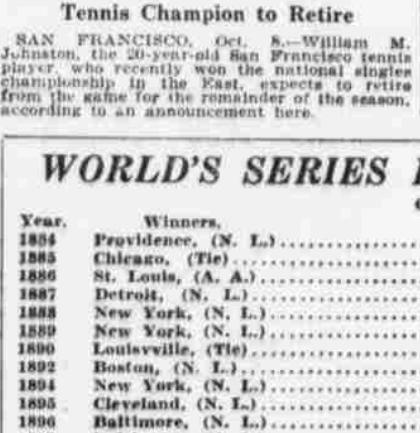 Tennis Champion to Retire
SAN FRANCISCO, Oct. 8.—William M.
Johnston, the 20-year-old San Francisco tennis
player, who recently won the national singles
championship in the East, expects to retire
from the game for the remainder of the season,
according to an announcement here.
WORLD'S SERIES
Year. Winners.
1884 Providence, (N. L.)
1885 Chicago, (Tie)
1886 St. Louis, (A. A.)
1887 Detroit, (N. L.)
1888 New York, (N. L.)
1889 New York, (N. L.)
1890 Louisville, (Tie)
1892 Boston, (N. L.)
1894 New York, (N. L.)
1895 Cleveland, (N. L.)
1896 Baltimore, (N. L.)